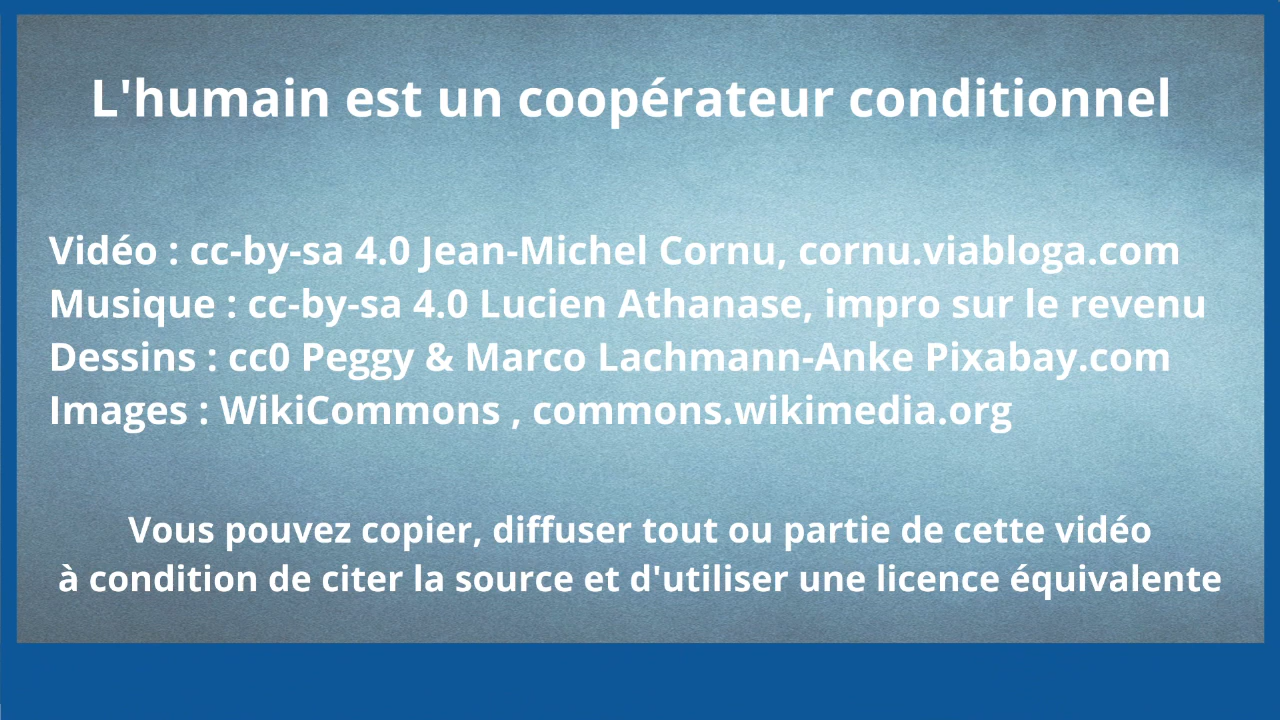 L'humain est un coopérateur conditionnel
Vidéo : cc-by-sa 4.0 Jean-Michel Cornu, cornu.viabloga.com
Musique : cc-by-sa 4.0 Lucien Athanase, impro sur le revenu
Dessins : cc0 Peggy & Marco Lachmann-Anke Pixabay.com
Images : WikiCommons , commons.wikimedia.org
Vous pouvez copier, diffuser tout ou partie de cette vidéo
à condition de citer la source et d'utiliser une licence équivalente